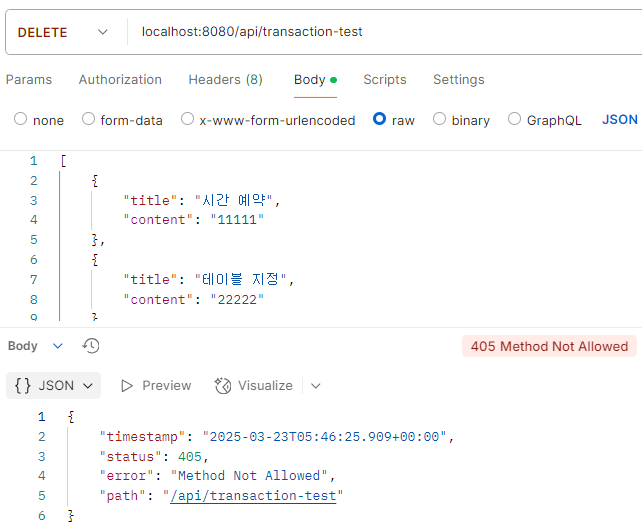 DELETE localhost:8080/api/transaction-test
Params Authorization Headers (8) Body Scripts Settings
none form-data x-www-form-urlencoded raw binary GraphQL JSON
1 [
2 {
3 "title": "시간 예약",
4 "content": "11111"
5 },
6 {
7 "title": "테이블 지정",
8 "content": "22222"
9 }
Body 405 Method Not Allowed
{} JSON Preview Visualize
1 {
2 "timestamp": "2025-03-23T05:46:25.909+00:00",
3 "status": 405,
4 "error": "Method Not Allowed",
5 "path": "/api/transaction-test"
6 }